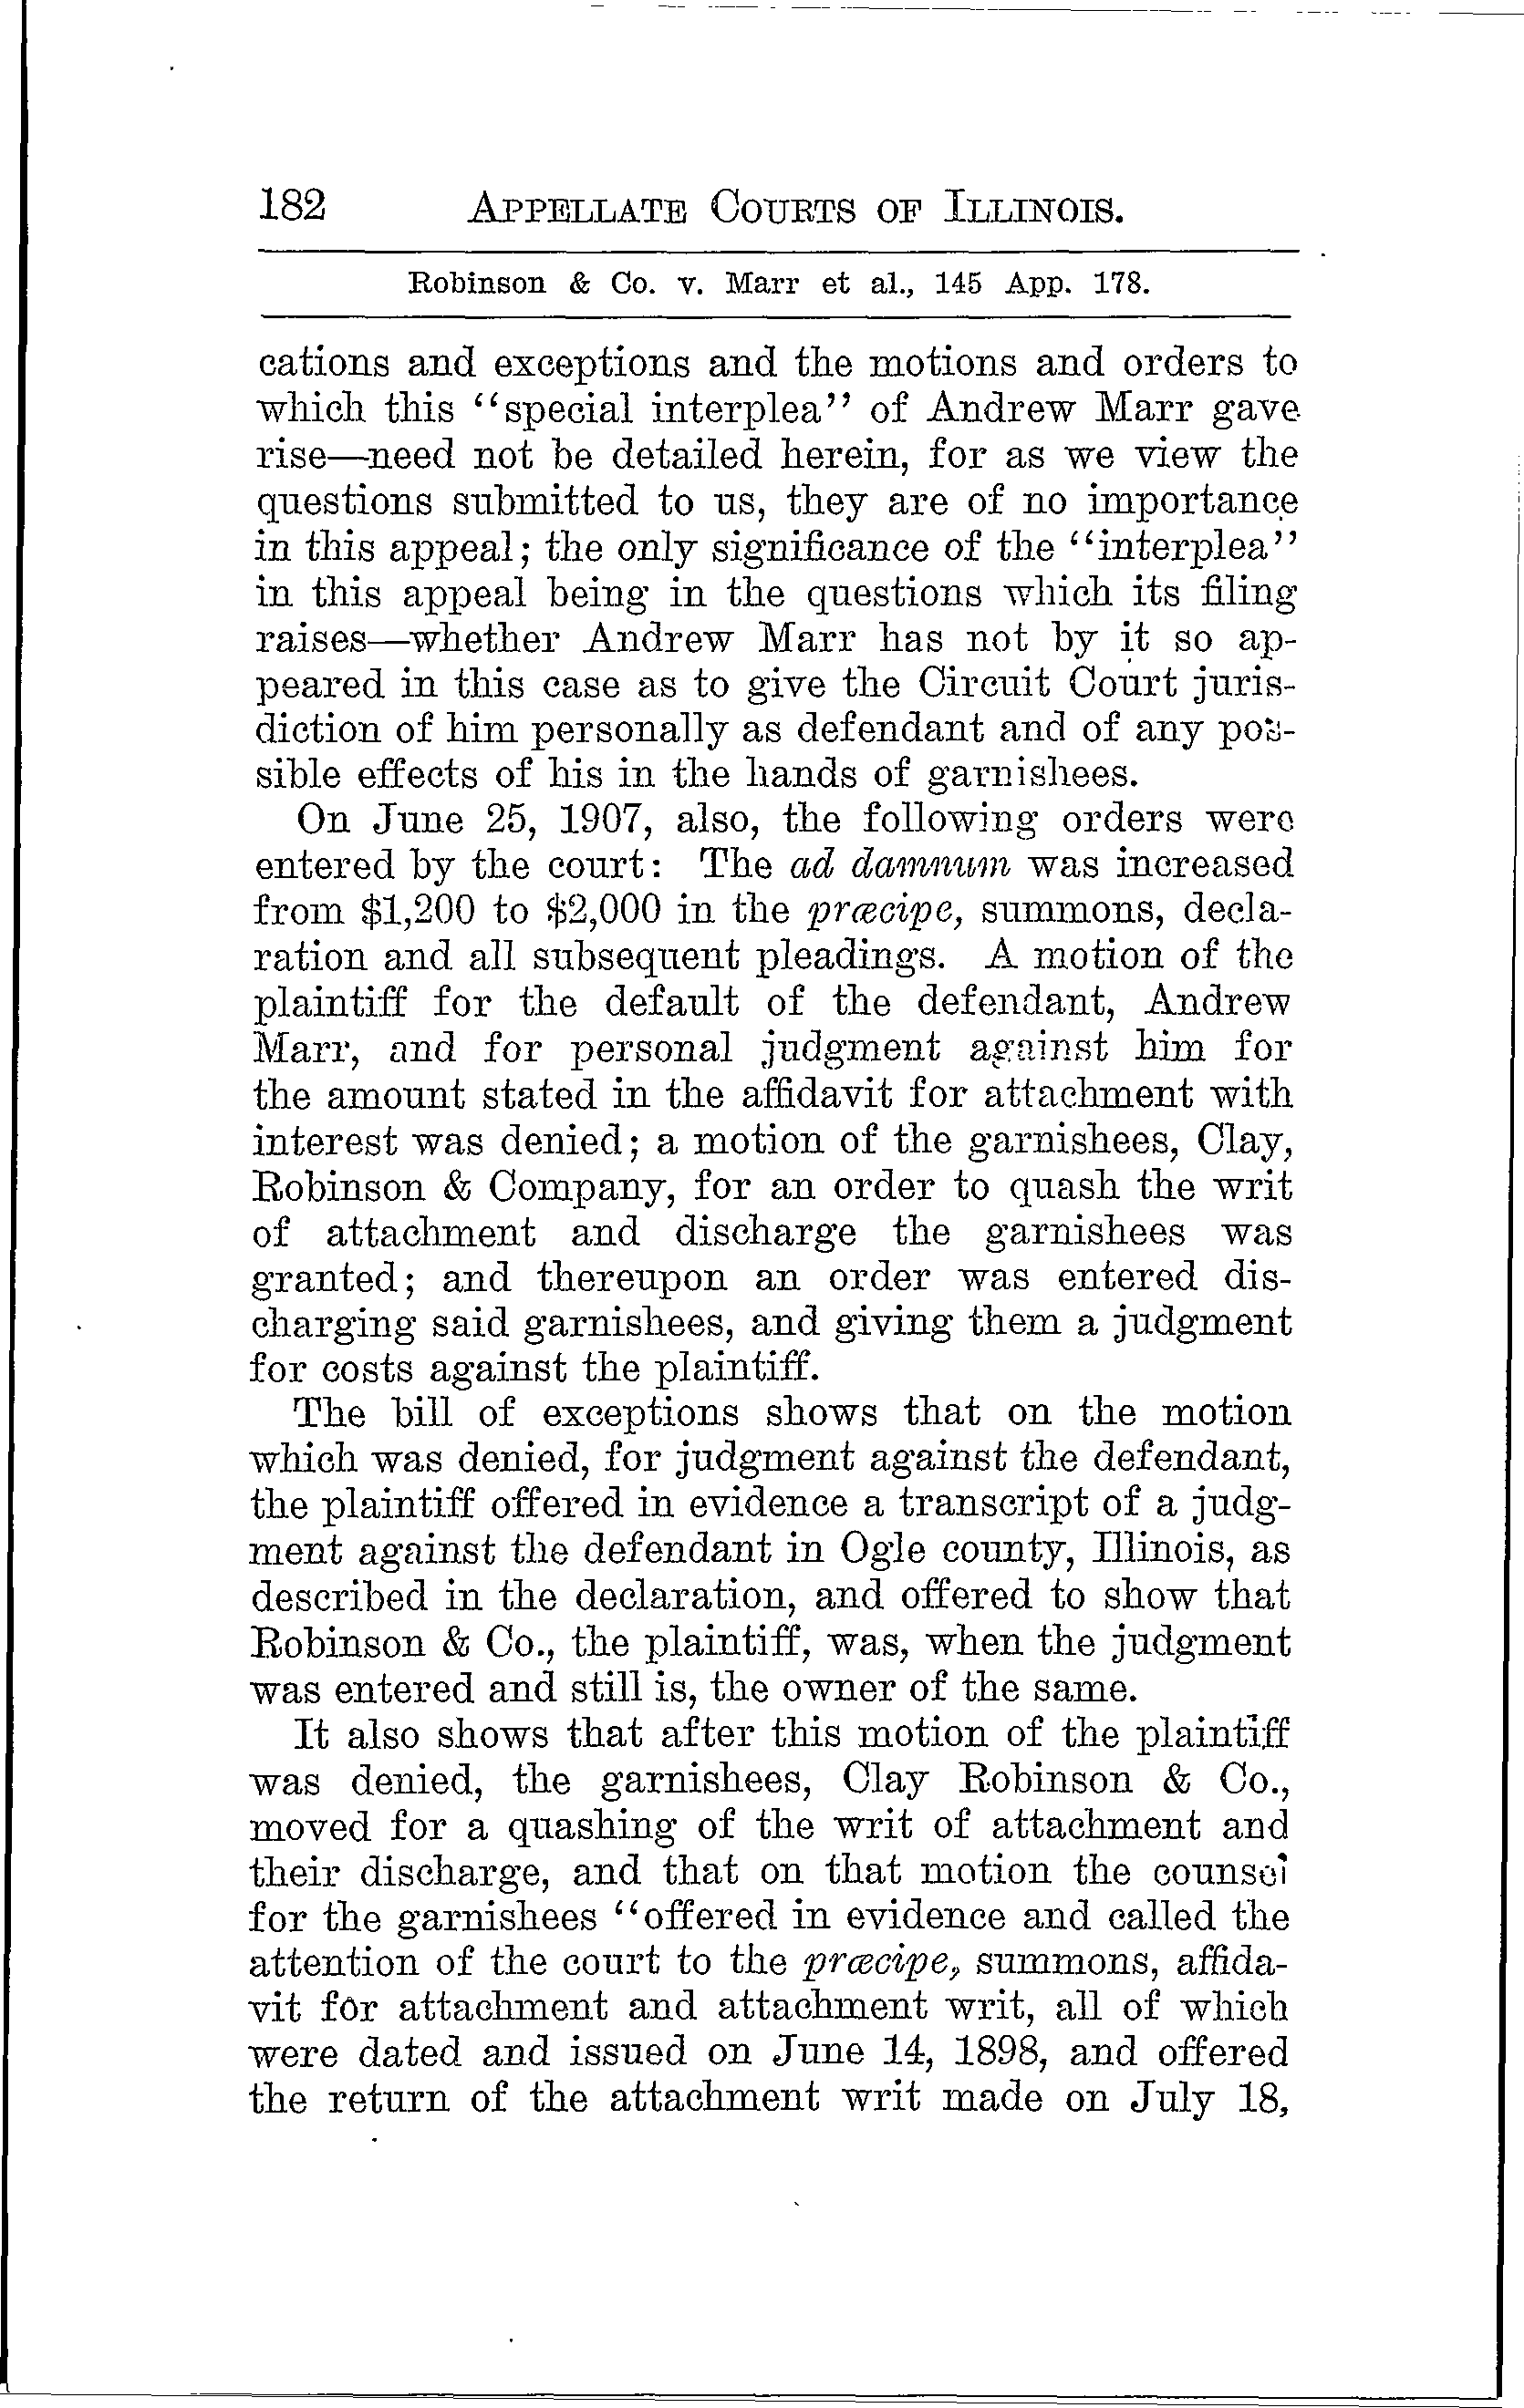 182 APPELLATE COURTS OF ILLINOIS.
Robinson & Co. v. Marr et al., 145 App. 178.
cations and exceptions and the motions and orders to
which this ‘‘special interplea’’ of Andrew Marr gave
rise—need not be detailed herein, for as we view the
questions submitted to us, they are of no importance
in this appeal; the only significance of the ‘‘interplea’’
in this appeal being in the questions which its filing
raises—whether Andrew Marr has not by it so ap-
peared in this case as to give the Circuit Court juris-
diction of him personally as defendant and of any pos-
sible effects of his in the hands of garnishees.
On June 25, 1907, also, the following orders were
entered by the court: The ad damnum was increased
from $1,200 to $2,000 in the præcipe, summons, decla-
ration and all subsequent pleadings. A motion of the
plaintiff for the default of the defendant, Andrew
Marr, and for personal judgment against him for
the amount stated in the affidavit for attachment with
interest was denied; a motion of the garnishees, Clay,
Robinson & Company, for an order to quash the writ
of attachment and discharge the garnishees was
granted; and thereupon an order was entered dis-
charging said garnishees, and giving them a judgment
for costs against the plaintiff.
The bill of exceptions shows that on the motion
which was denied, for judgment against the defendant,
the plaintiff offered in evidence a transcript of a judg-
ment against the defendant in Ogle county, Illinois, as
described in the declaration, and offered to show that
Robinson & Co., the plaintiff, was, when the judgment
was entered and still is, the owner of the same.
It also shows that after this motion of the plaintiff
was denied, the garnishees, Clay Robinson & Co.,
moved for a quashing of the writ of attachment and
their discharge, and that on that motion the counsel
for the garnishees ‘‘offered in evidence and called the
attention of the court to the præcipe, summons, affida-
vit for attachment and attachment writ, all of which
were dated and issued on June 14, 1898, and offered
the return of the attachment writ made on July 18,